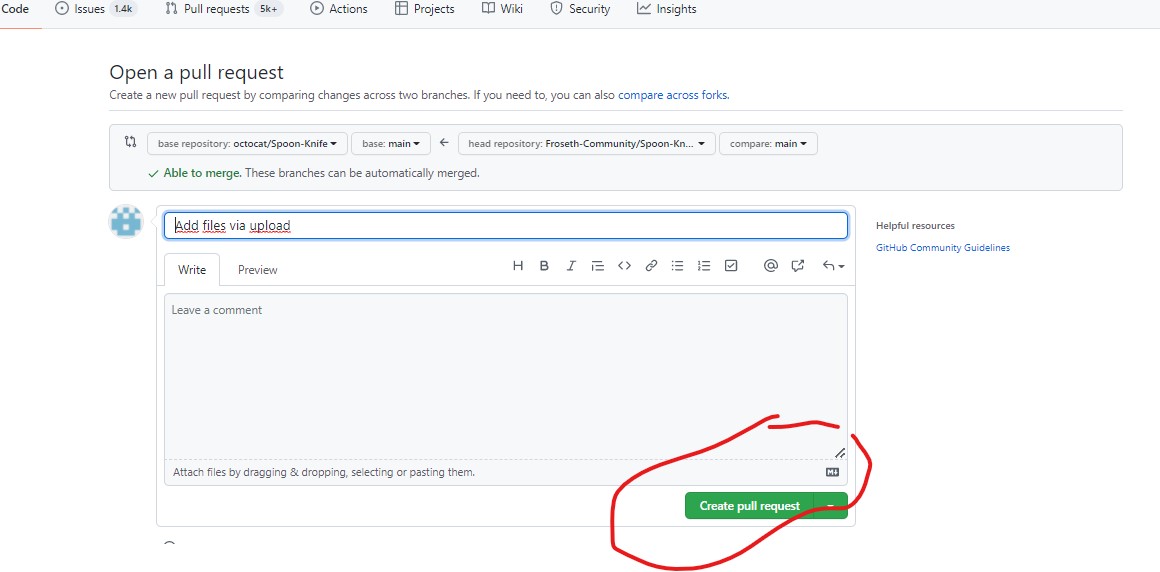 Code Issues 1.4k Pull requests 5k+ Actions Projects Wiki Security Insights
Open a pull request
Create a new pull request by comparing changes across two branches. If you need to, you can also compare across forks.
base repository: octocat/Spoon-Knife base: main head repository: Froseth-Community/Spoon-Kn... compare: main
Able to merge. These branches can be automatically merged.
Add files via upload
Helpful resources
GitHub Community Guidelines
Write Preview H B I @
Leave a comment
Attach files by dragging & dropping, selecting or pasting them. M
Create pull request